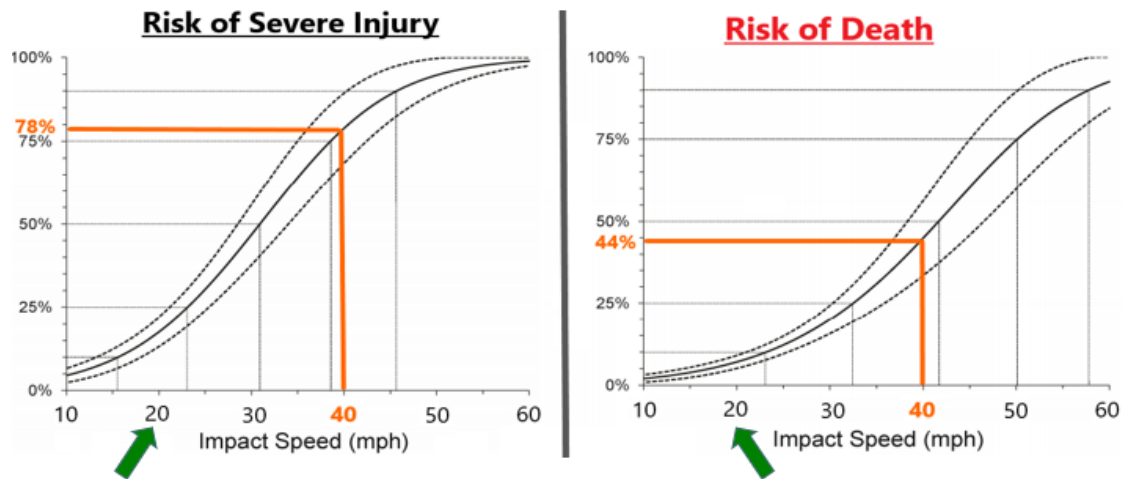 Risk of Severe Injury
100%
78%
75%
50%
25%
0%
10 20 30 40 50 60
Impact Speed (mph)
Risk of Death
100%
75%
50%
44%
25%
0%
10 20 30 40 50 60
Impact Speed (mph)